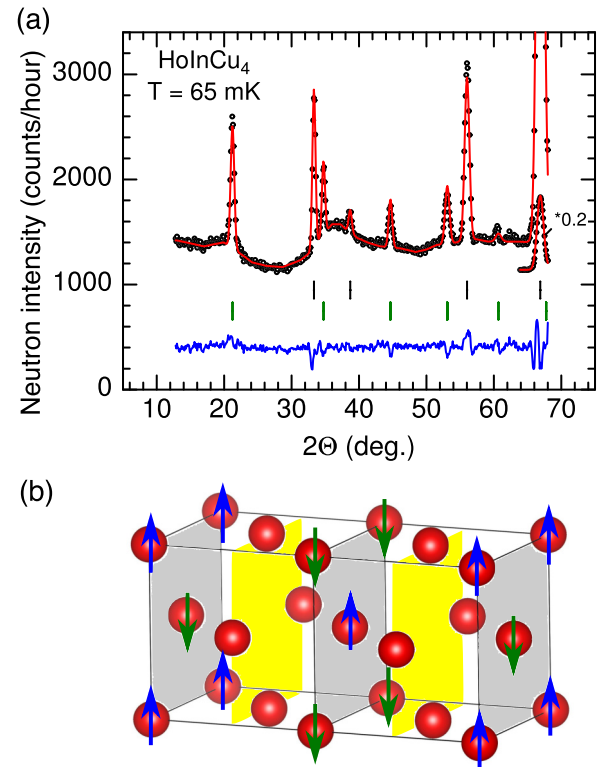 (a)
HoInCu4
T = 65 mK
Neutron intensity (counts/hour)
3000
2000
1000
0
*0.2
10 20 30 40 50 60 70
2Θ (deg.)
(b)